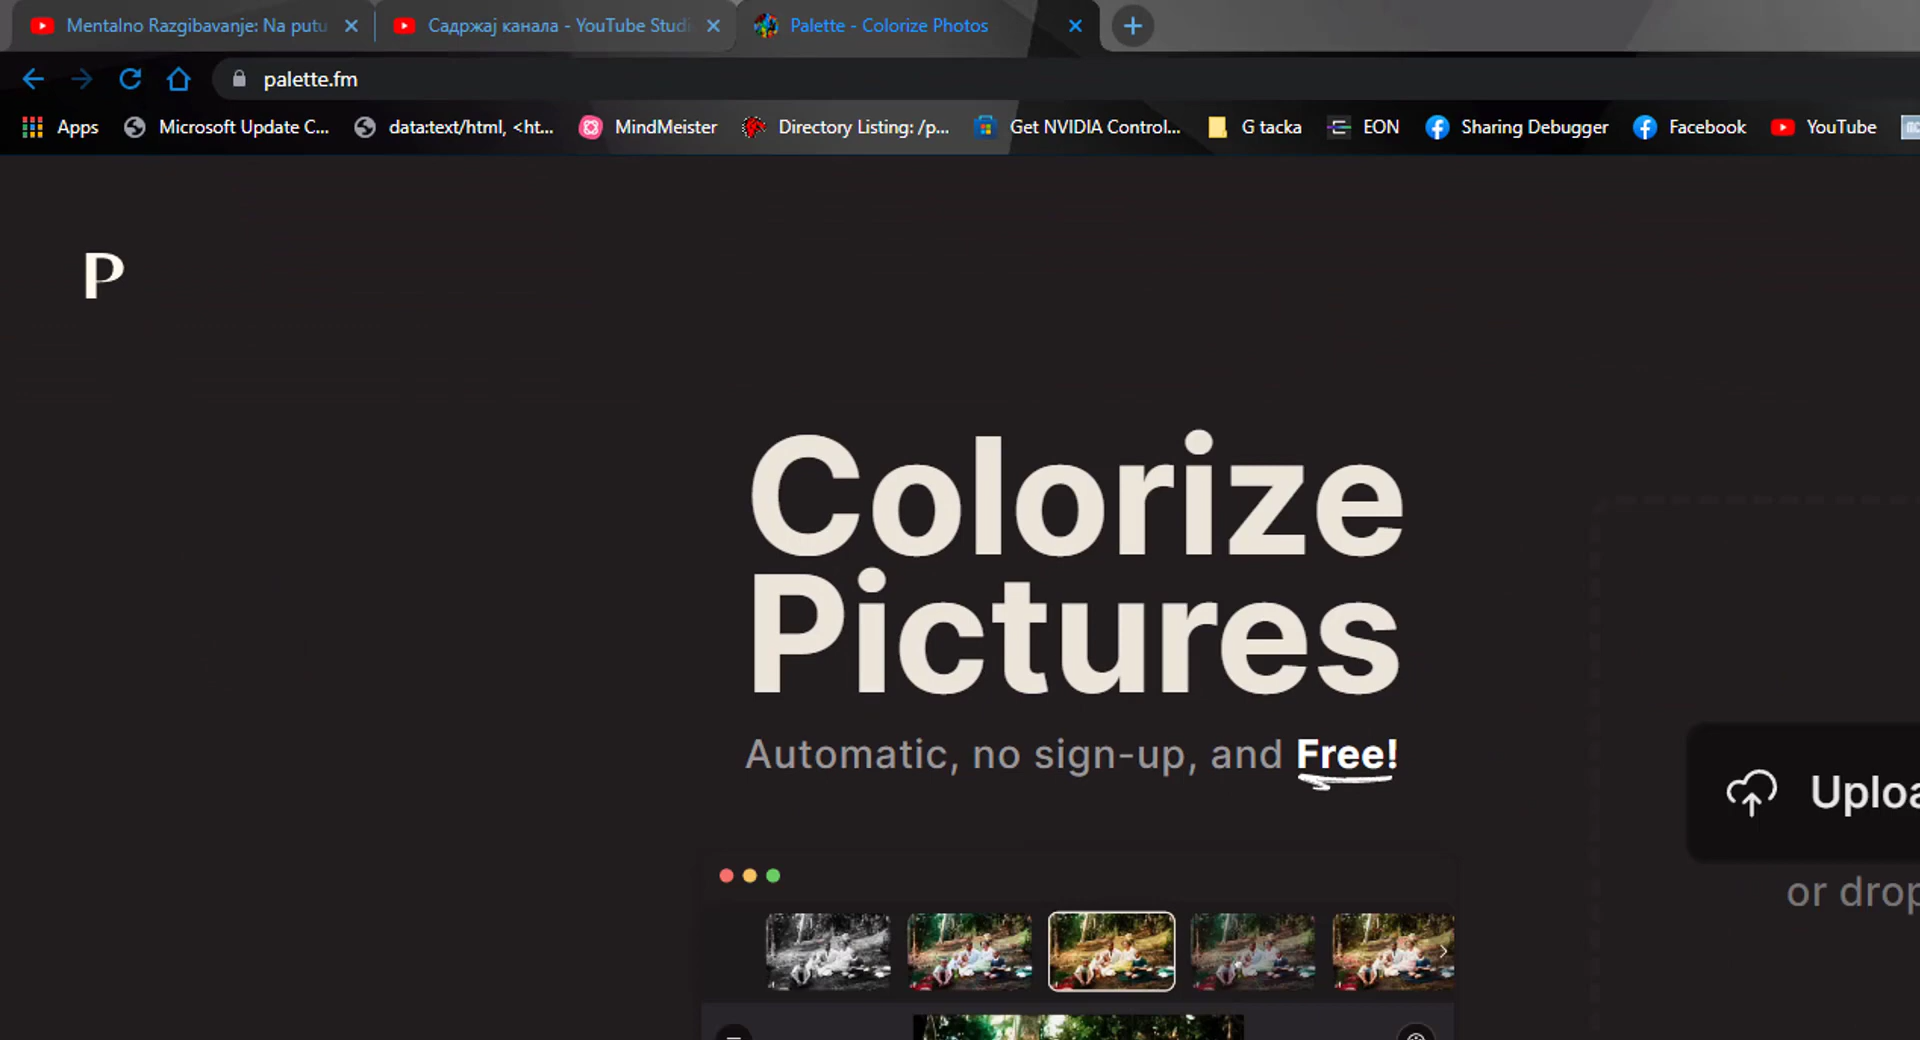 Mentalno Razgibavanje: Na putu
Садржај канала - YouTube Studi
Palette - Colorize Photos
palette.fm
Apps
Microsoft Update C...
data:text/html, <ht...
MindMeister
Directory Listing: /p...
Get NVIDIA Control...
G tacka
EON
Sharing Debugger
Facebook
YouTube
P
Colorize
Pictures
Automatic, no sign-up, and Free!
Uploa
or drop